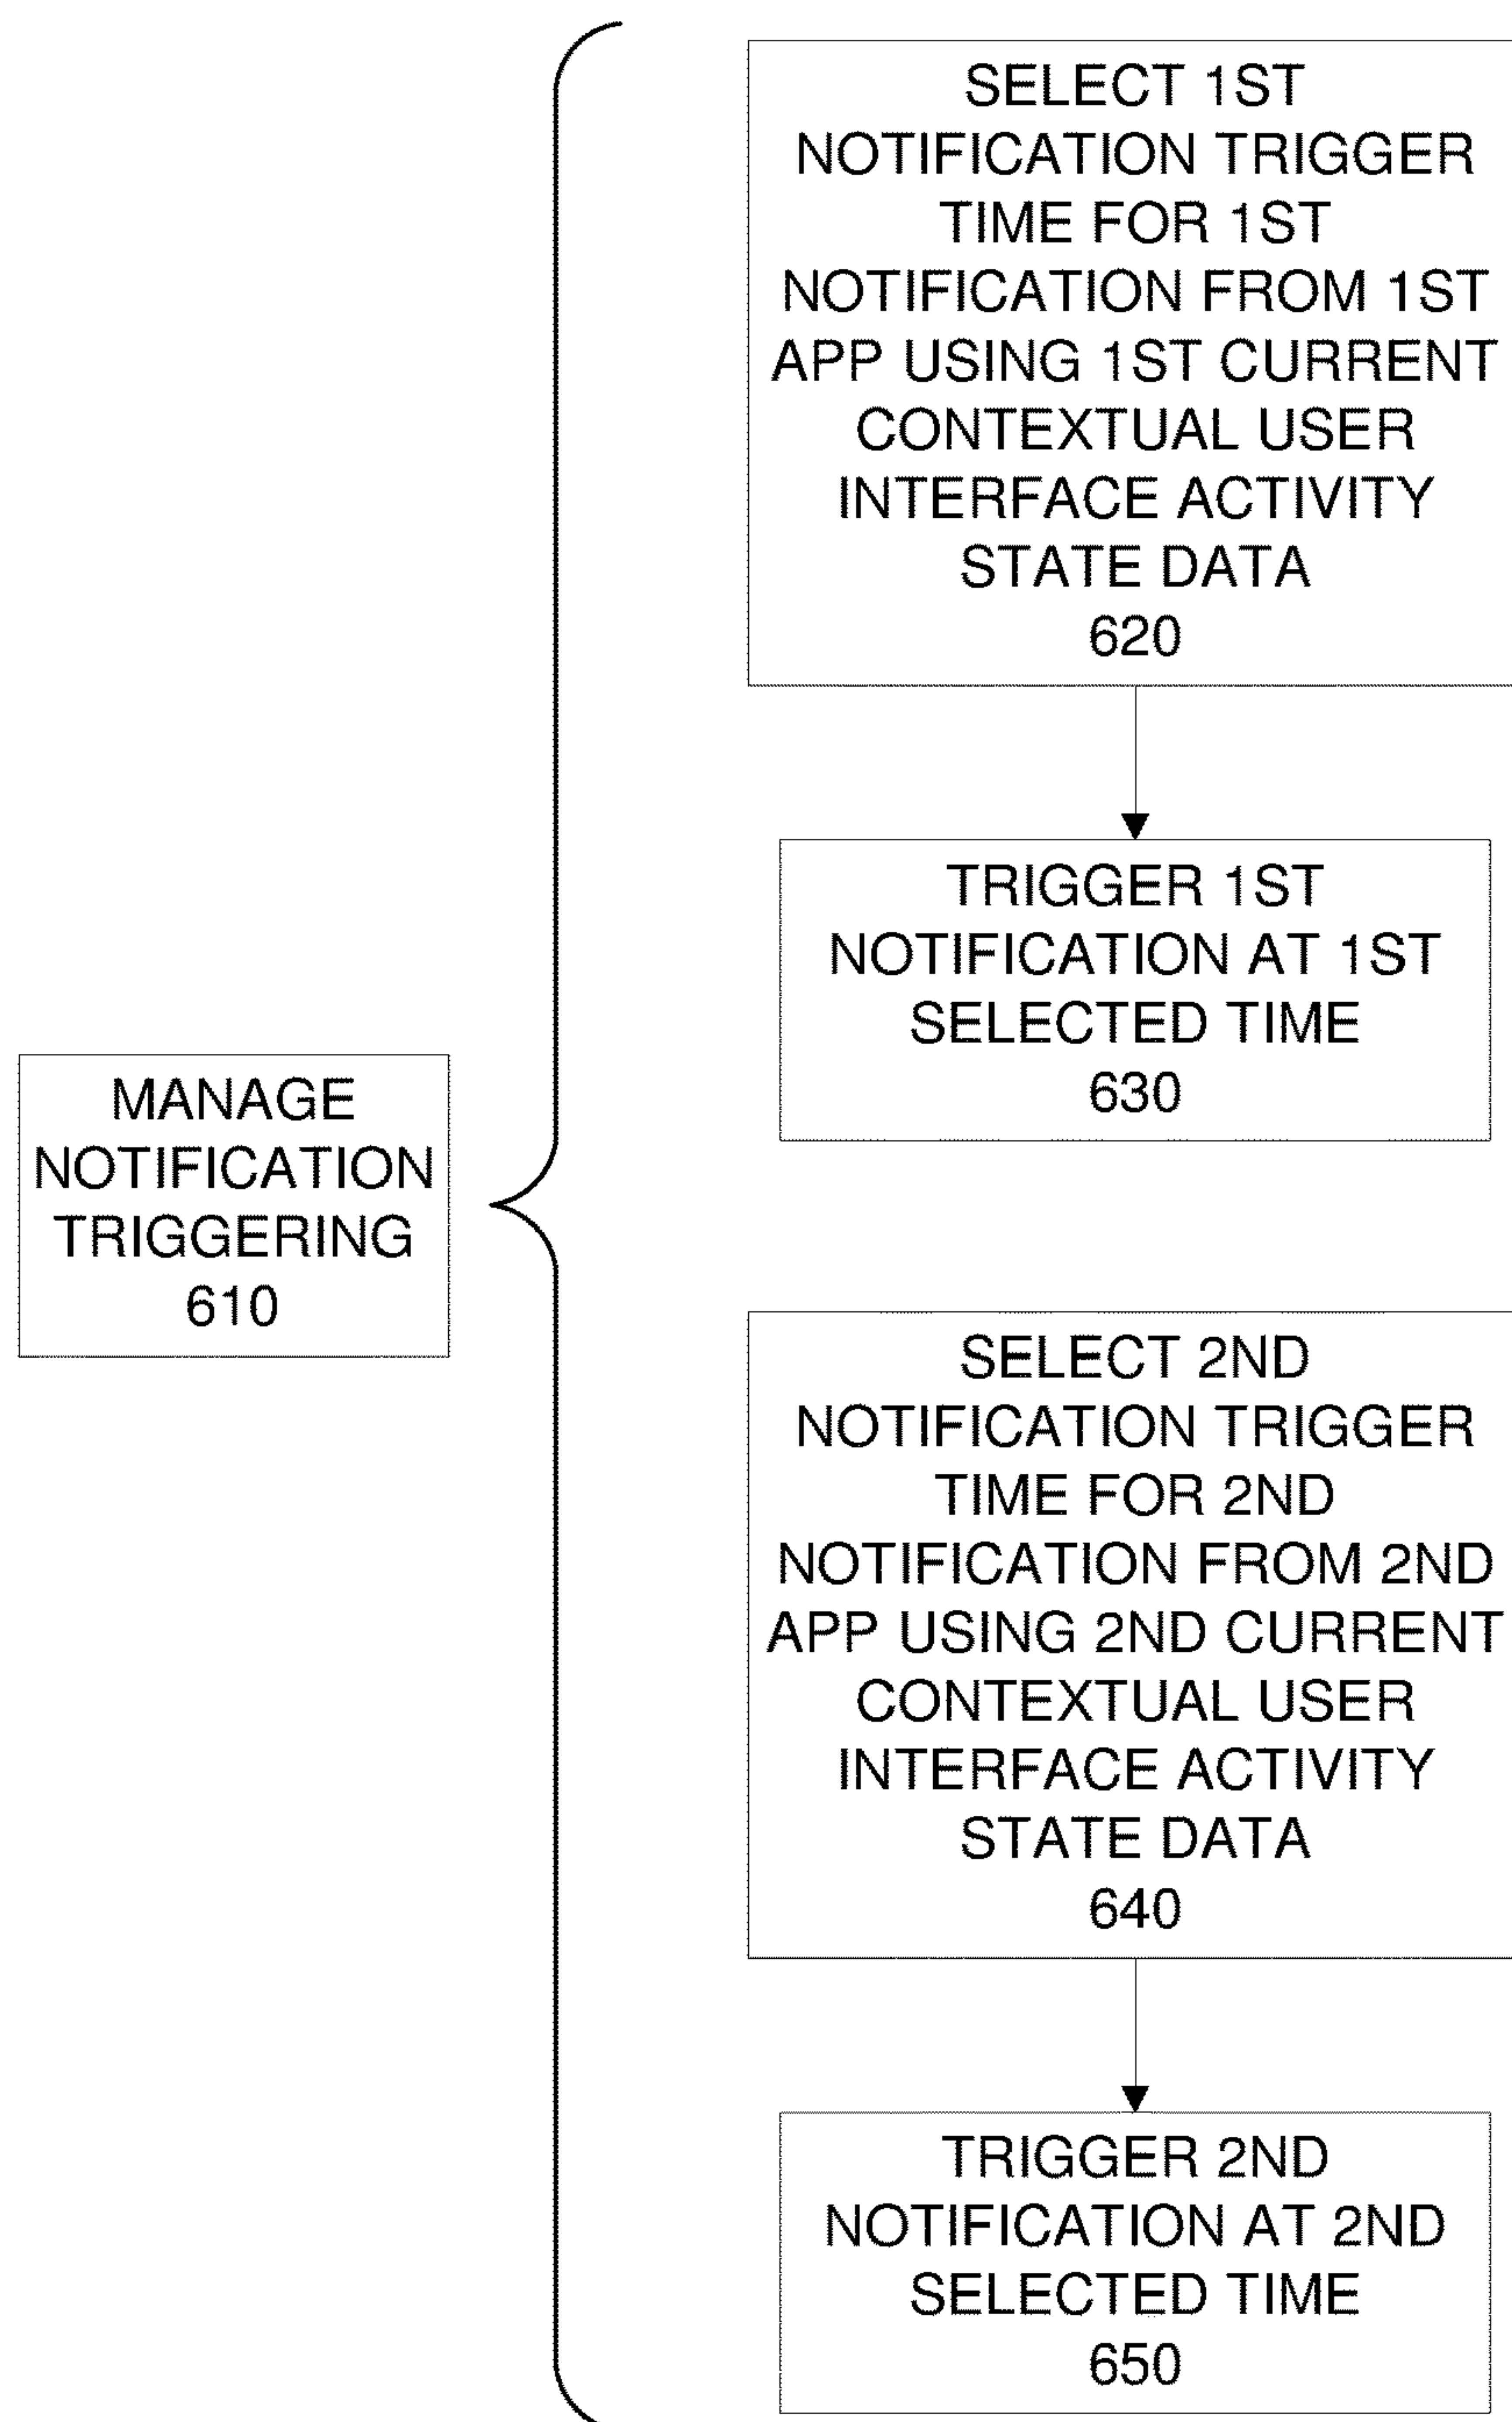 SELECT 1ST
NOTIFICATION TRIGGER
TIME FOR 1ST
NOTIFICATION FROM 1ST
APP USING 1ST CURRENT
CONTEXTUAL USER
INTERFACE ACTIVITY
STATE DATA
620
TRIGGER 1ST
NOTIFICATION AT 1ST
SELECTED TIME
630
MANAGE
NOTIFICATION
TRIGGERING
610
SELECT 2ND
NOTIFICATION TRIGGER
TIME FOR 2ND
NOTIFICATION FROM 2ND
APP USING 2ND CURRENT
CONTEXTUAL USER
INTERFACE ACTIVITY
STATE DATA
640
TRIGGER 2ND
NOTIFICATION AT 2ND
SELECTED TIME
650